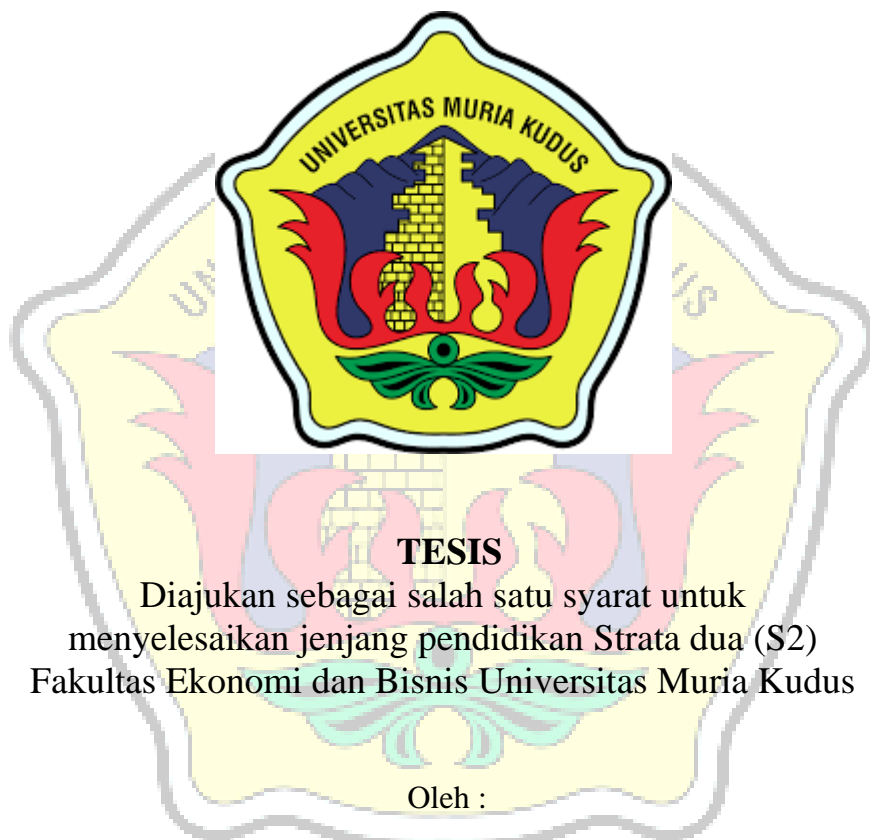 UNIVERSITAS MURIA KUDUS
TESIS
Diajukan sebagai salah satu syarat untuk
menyelesaikan jenjang pendidikan Strata dua (S2)
Fakultas Ekonomi dan Bisnis Universitas Muria Kudus
Oleh :